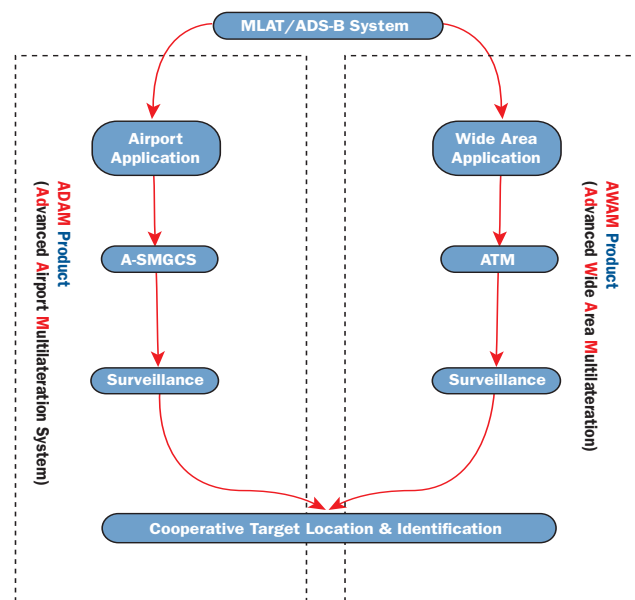 MLAT/ADS-B System
Airport
Application
Wide Area
Application
ADAM Product
(Advanced Airport Multilateration System)
AWAM Product
(Advanced Wide Area Multilateration)
A-SMGCS
ATM
Surveillance
Surveillance
Cooperative Target Location & Identification